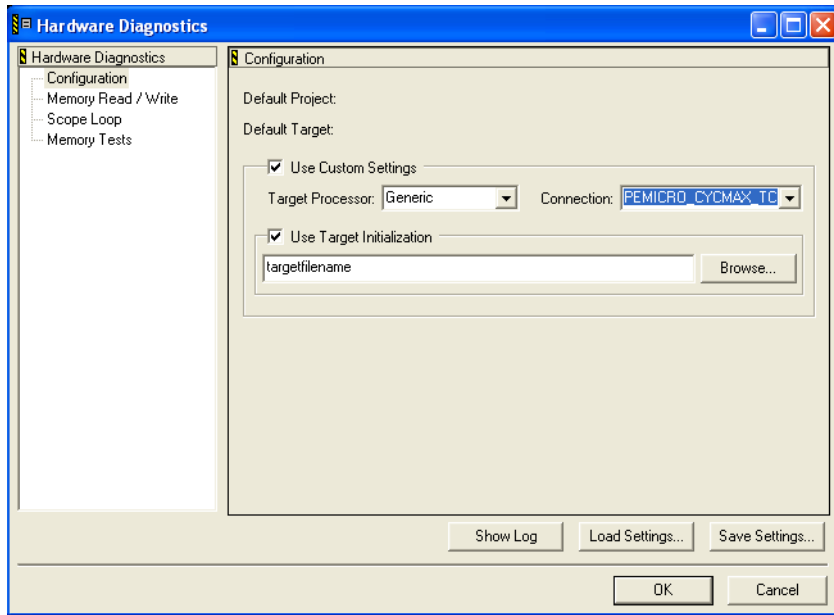 Hardware Diagnostics
Hardware Diagnostics
Configuration
Memory Read / Write
Scope Loop
Memory Tests
Configuration
Default Project:
Default Target:
Use Custom Settings
Target Processor: Generic Connection: PEMICRO_CYCMAX_TC
Use Target Initialization
targetfilename Browse...
Show Log Load Settings... Save Settings...
OK Cancel